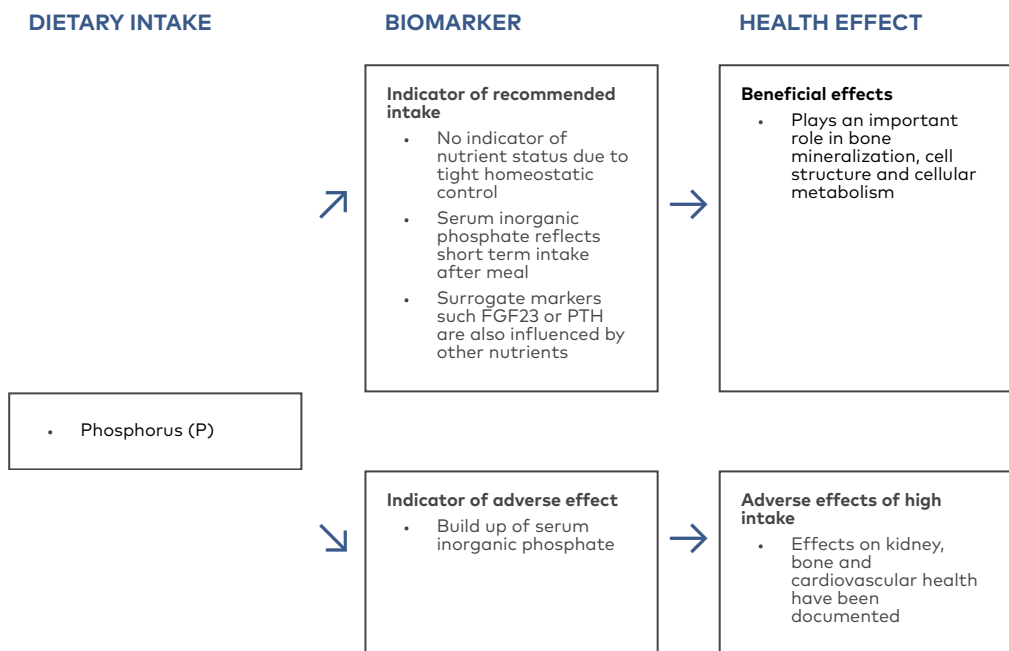 DIETARY INTAKE
BIOMARKER
HEALTH EFFECT
Indicator of recommended
intake
• No indicator of
nutrient status due to
tight homeostatic
control
• Serum inorganic
phosphate reflects
short term intake
after meal
• Surrogate markers
such FGF23 or PTH
are also influenced by
other nutrients
Beneficial effects
• Plays an important
role in bone
mineralization, cell
structure and cellular
metabolism
• Phosphorus (P)
Indicator of adverse effect
• Build up of serum
inorganic phosphate
Adverse effects of high
intake
• Effects on kidney,
bone and
cardiovascular health
have been
documented